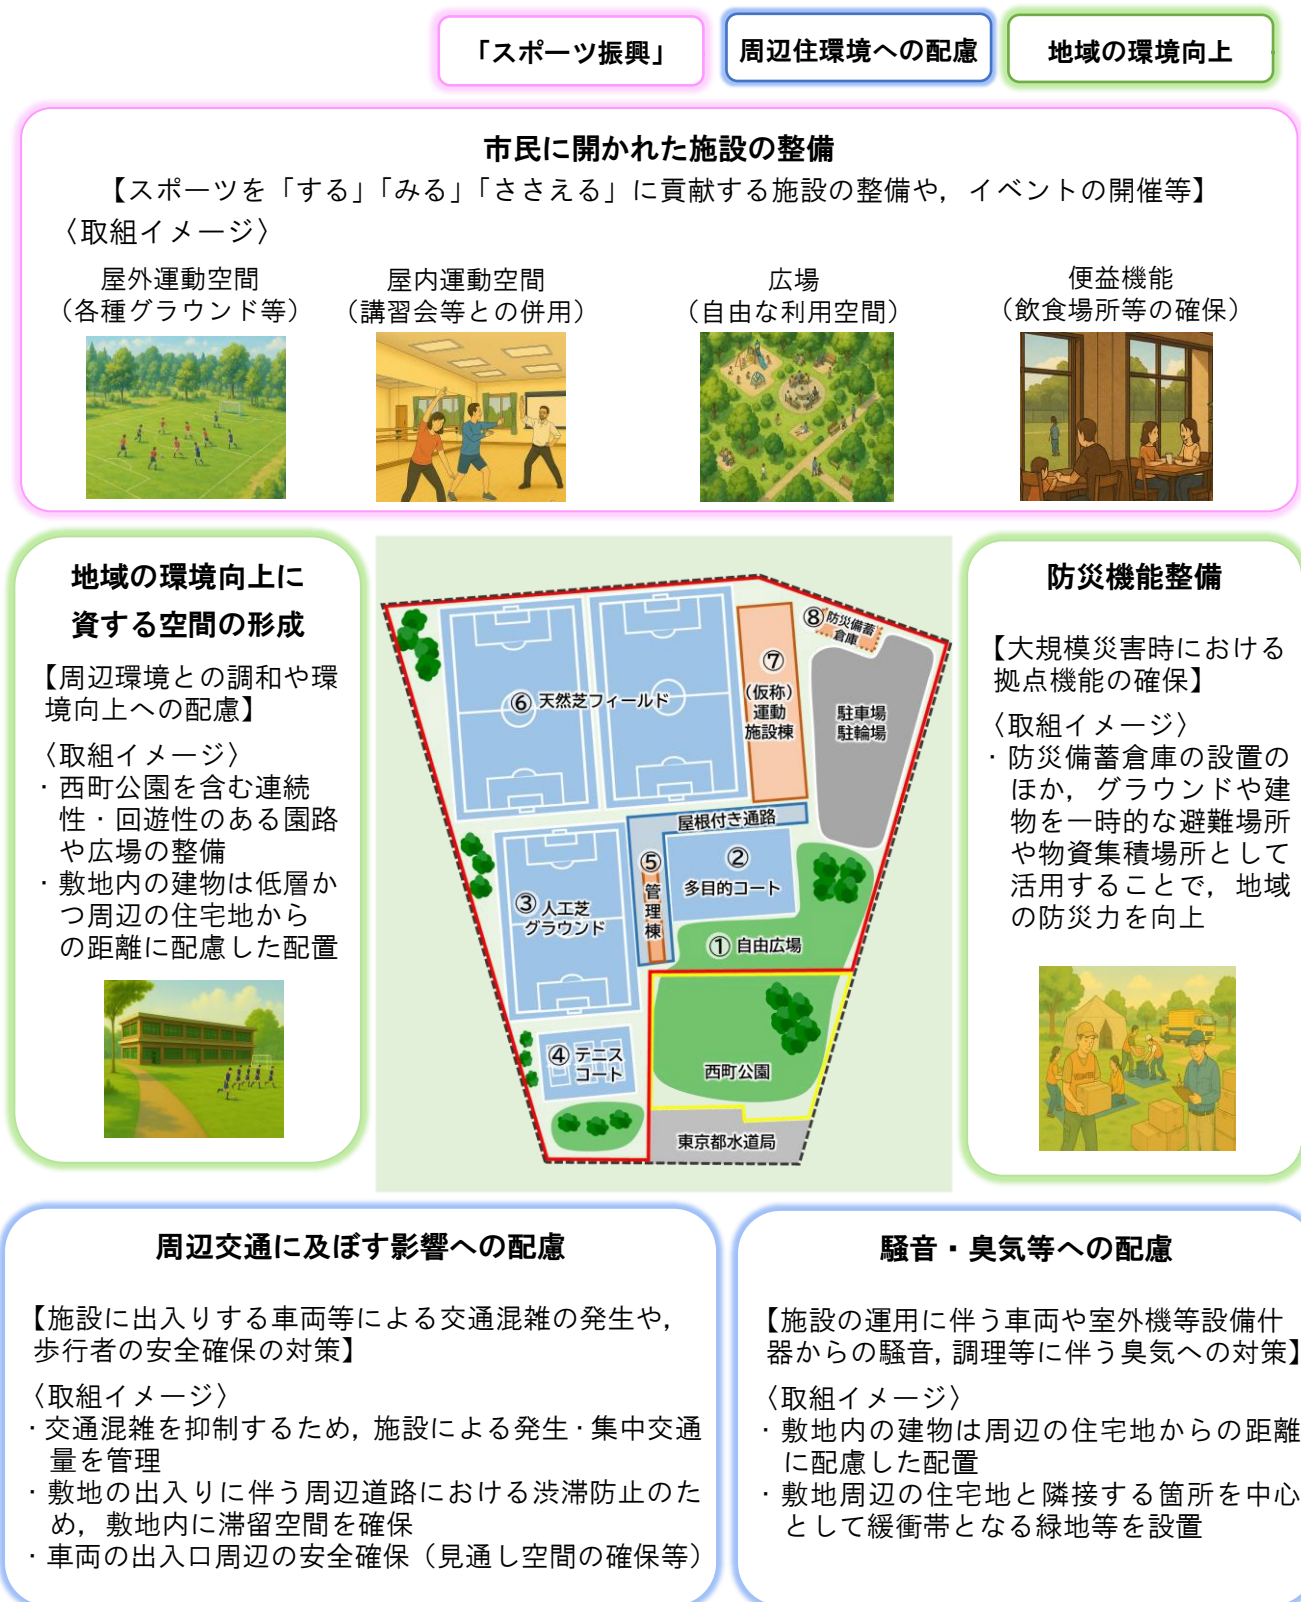 「スポーツ振興」
周辺住環境への配慮
地域の環境向上
市民に開かれた施設の整備
【スポーツを「する」「みる」「ささえる」に貢献する施設の整備や，イベントの開催等】
〈取組イメージ〉
屋外運動空間
（各種グラウンド等）
屋内運動空間
（講習会等との併用）
広場
（自由な利用空間）
便益機能
（飲食場所等の確保）
地域の環境向上に
資する空間の形成
【周辺環境との調和や環
境向上への配慮】
〈取組イメージ〉
・西町公園を含む連続
性・回遊性のある園路
や広場の整備
・敷地内の建物は低層か
つ周辺の住宅地から
の距離に配慮した配置
⑥ 天然芝フィールド
⑦
（仮称）
運動
施設棟
⑧ 防災備蓄
倉庫
駐車場
駐輪場
屋根付き通路
⑤
管
理
棟
②
多目的コート
③ 人工芝
グラウンド
① 自由広場
④ テニス
コート
西町公園
東京都水道局
防災機能整備
【大規模災害時における
拠点機能の確保】
〈取組イメージ〉
・防災備蓄倉庫の設置の
ほか，グラウンドや建
物を一時的な避難場所
や物資集積場所として
活用することで，地域
の防災力を向上
周辺交通に及ぼす影響への配慮
【施設に出入りする車両等による交通混雑の発生や，
歩行者の安全確保の対策】
〈取組イメージ〉
・交通混雑を抑制するため，施設による発生・集中交通
量を管理
・敷地の出入りに伴う周辺道路における渋滞防止のた
め，敷地内に滞留空間を確保
・車両の出入口周辺の安全確保（見通し空間の確保等）
騒音・臭気等への配慮
【施設の運用に伴う車両や室外機等設備什
器からの騒音，調理等に伴う臭気への対策】
〈取組イメージ〉
・敷地内の建物は周辺の住宅地からの距離
に配慮した配置
・敷地周辺の住宅地と隣接する箇所を中心
として緩衝帯となる緑地等を設置